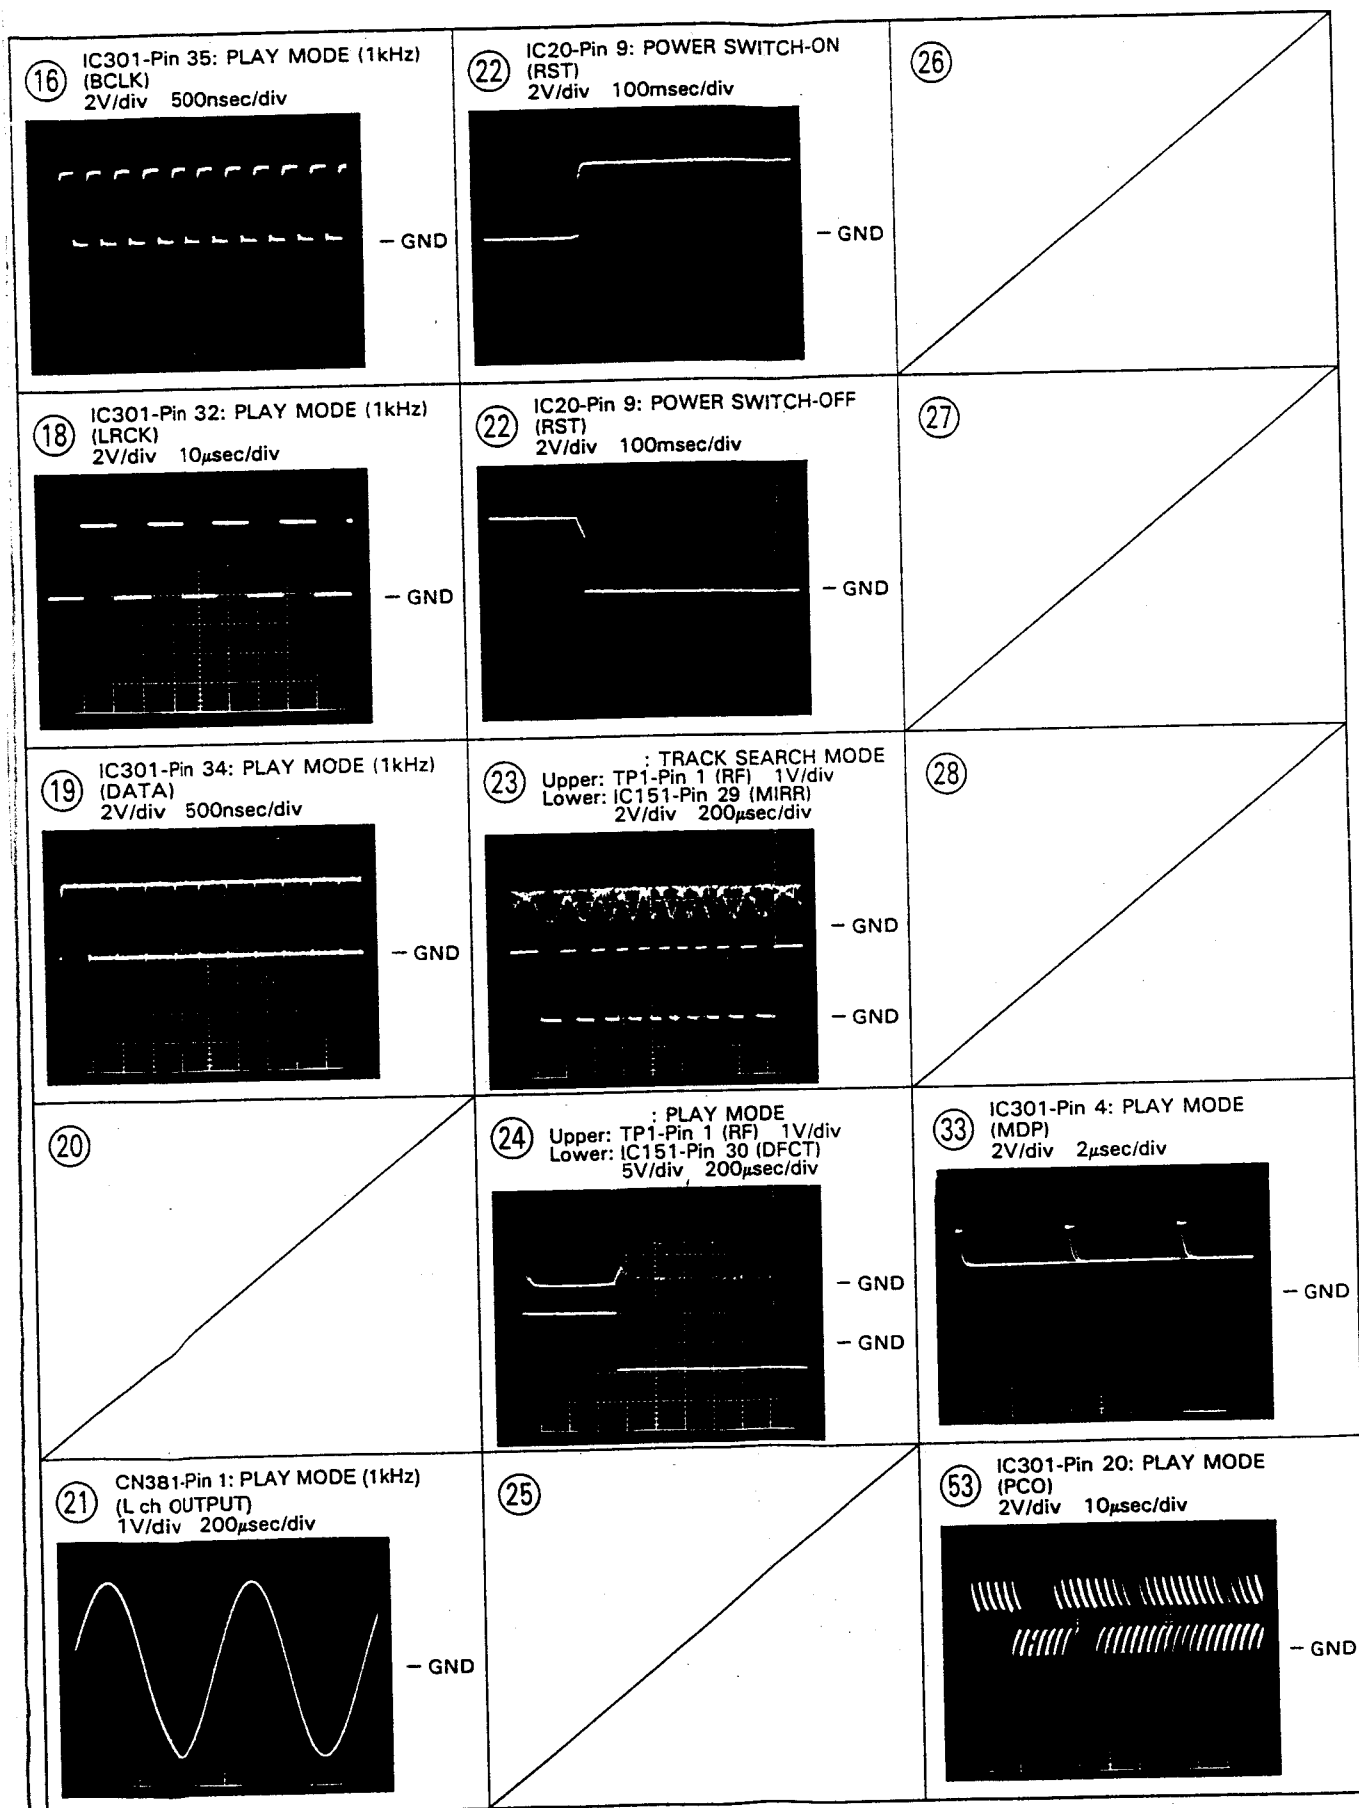 16
IC301-Pin 35: PLAY MODE (1kHz)
(BCLK)
2V/div 500nsec/div
- GND
22
IC20-Pin 9: POWER SWITCH-ON
(RST)
2V/div 100msec/div
- GND
26
18
IC301-Pin 32: PLAY MODE (1kHz)
(LRCK)
2V/div 10μsec/div
- GND
22
IC20-Pin 9: POWER SWITCH-OFF
(RST)
2V/div 100msec/div
- GND
27
19
IC301-Pin 34: PLAY MODE (1kHz)
(DATA)
2V/div 500nsec/div
- GND
23
: TRACK SEARCH MODE
Upper: TP1-Pin 1 (RF) 1V/div
Lower: IC151-Pin 29 (MIRR)
2V/div 200μsec/div
- GND
- GND
28
20
24
: PLAY MODE
Upper: TP1-Pin 1 (RF) 1V/div
Lower: IC151-Pin 30 (DFCT)
5V/div 200μsec/div
- GND
- GND
33
IC301-Pin 4: PLAY MODE
(MDP)
2V/div 2μsec/div
- GND
21
CN381-Pin 1: PLAY MODE (1kHz)
(L ch OUTPUT)
1V/div 200μsec/div
- GND
25
53
IC301-Pin 20: PLAY MODE
(PCO)
2V/div 10μsec/div
- GND